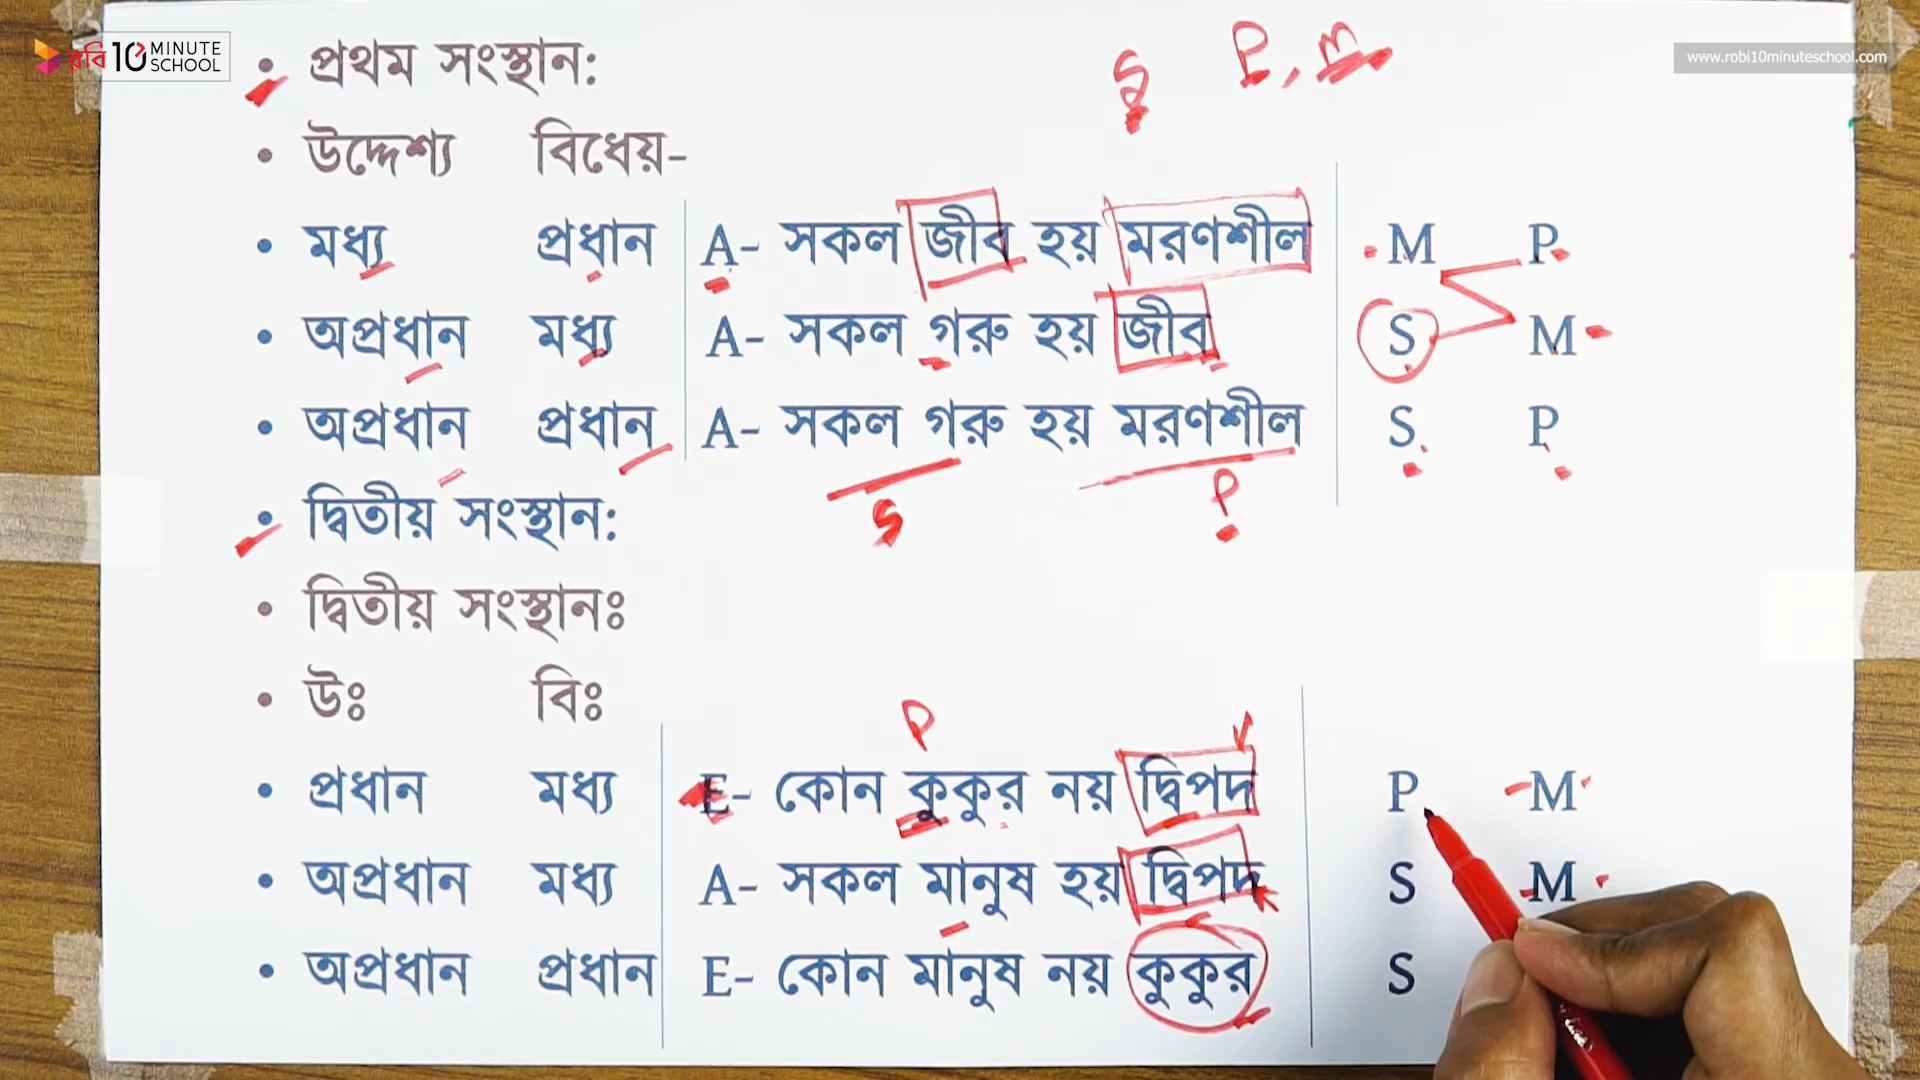 রবি 10 MINUTE SCHOOL
www.robi10minuteschool.com
S P, M
• প্রথম সংস্থান:
• উদ্দেশ্য বিধেয়-
• মধ্য প্রধান A- সকল জীব হয় মরণশীল M P
• অপ্রধান মধ্য A- সকল গরু হয় জীব S M
• অপ্রধান প্রধান A- সকল গরু হয় মরণশীল S P
S P
• দ্বিতীয় সংস্থান:
• দ্বিতীয় সংস্থানঃ
• উঃ বিঃ
P
• প্রধান মধ্য E- কোন কুকুর নয় দ্বিপদ P M
• অপ্রধান মধ্য A- সকল মানুষ হয় দ্বিপদ S M
• অপ্রধান প্রধান E- কোন মানুষ নয় কুকুর S